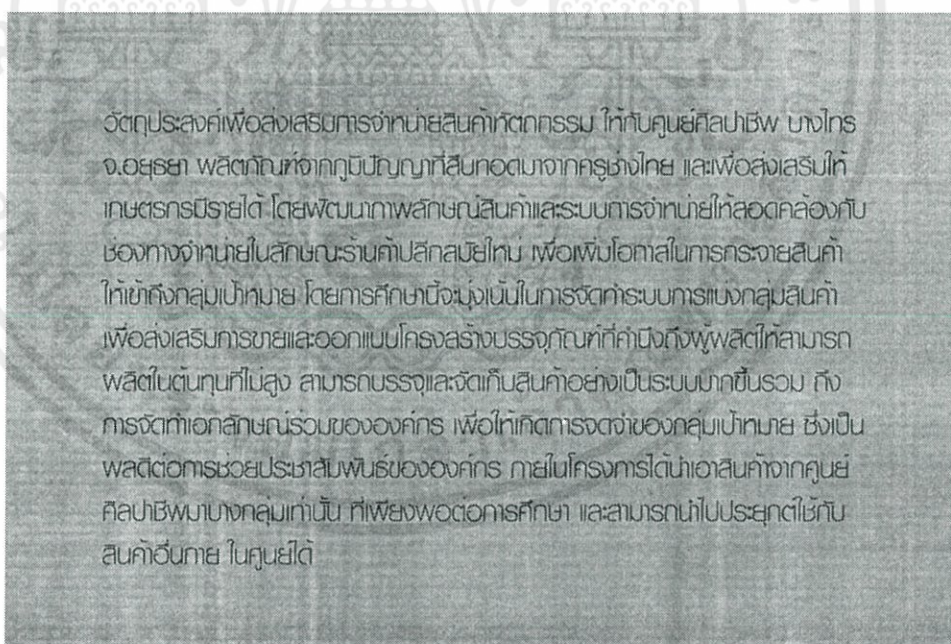 วัตถุประสงค์เพื่อส่งเสริมการจำหน่ายสินค้าหัตถกรรม ให้กับศูนย์ศิลปาชีพ บางไทร
จ.อยุธยา ผลิตภัณฑ์จากภูมิปัญญาที่สืบทอดมาจากครูช่างไทย และเพื่อส่งเสริมให้
เกษตรกรมีรายได้ โดยพัฒนาภาพลักษณ์สินค้าและระบบการจำหน่ายให้สอดคล้องกับ
ช่องทางจำหน่ายในลักษณะร้านค้าปลีกสมัยใหม่ เพื่อเพิ่มโอกาสในการกระจายสินค้า
ให้เข้าถึงกลุ่มเป้าหมาย โดยการศึกษานี้จะมุ่งเน้นในการจัดทำระบบการแบ่งกลุ่มสินค้า
เพื่อส่งเสริมการขายและออกแบบโครงสร้างบรรจุภัณฑ์ที่คำนึงถึงผู้ผลิตให้สามารถ
ผลิตในต้นทุนที่ไม่สูง สามารถบรรจุและจัดเก็บสินค้าอย่างเป็นระบบมากขึ้นรวม ถึง
การจัดทำเอกลักษณ์ร่วมขององค์กร เพื่อให้เกิดการจดจำของกลุ่มเป้าหมาย ซึ่งเป็น
ผลดีต่อการช่วยประชาสัมพันธ์ขององค์กร ภายในโครงการได้นำเอาสินค้าจากศูนย์
ศิลปาชีพมาบางกลุ่มเท่านั้น ที่เพียงพอต่อการศึกษา และสามารถนำไปประยุกต์ใช้กับ
สินค้าอื่นภาย ในศูนย์ได้